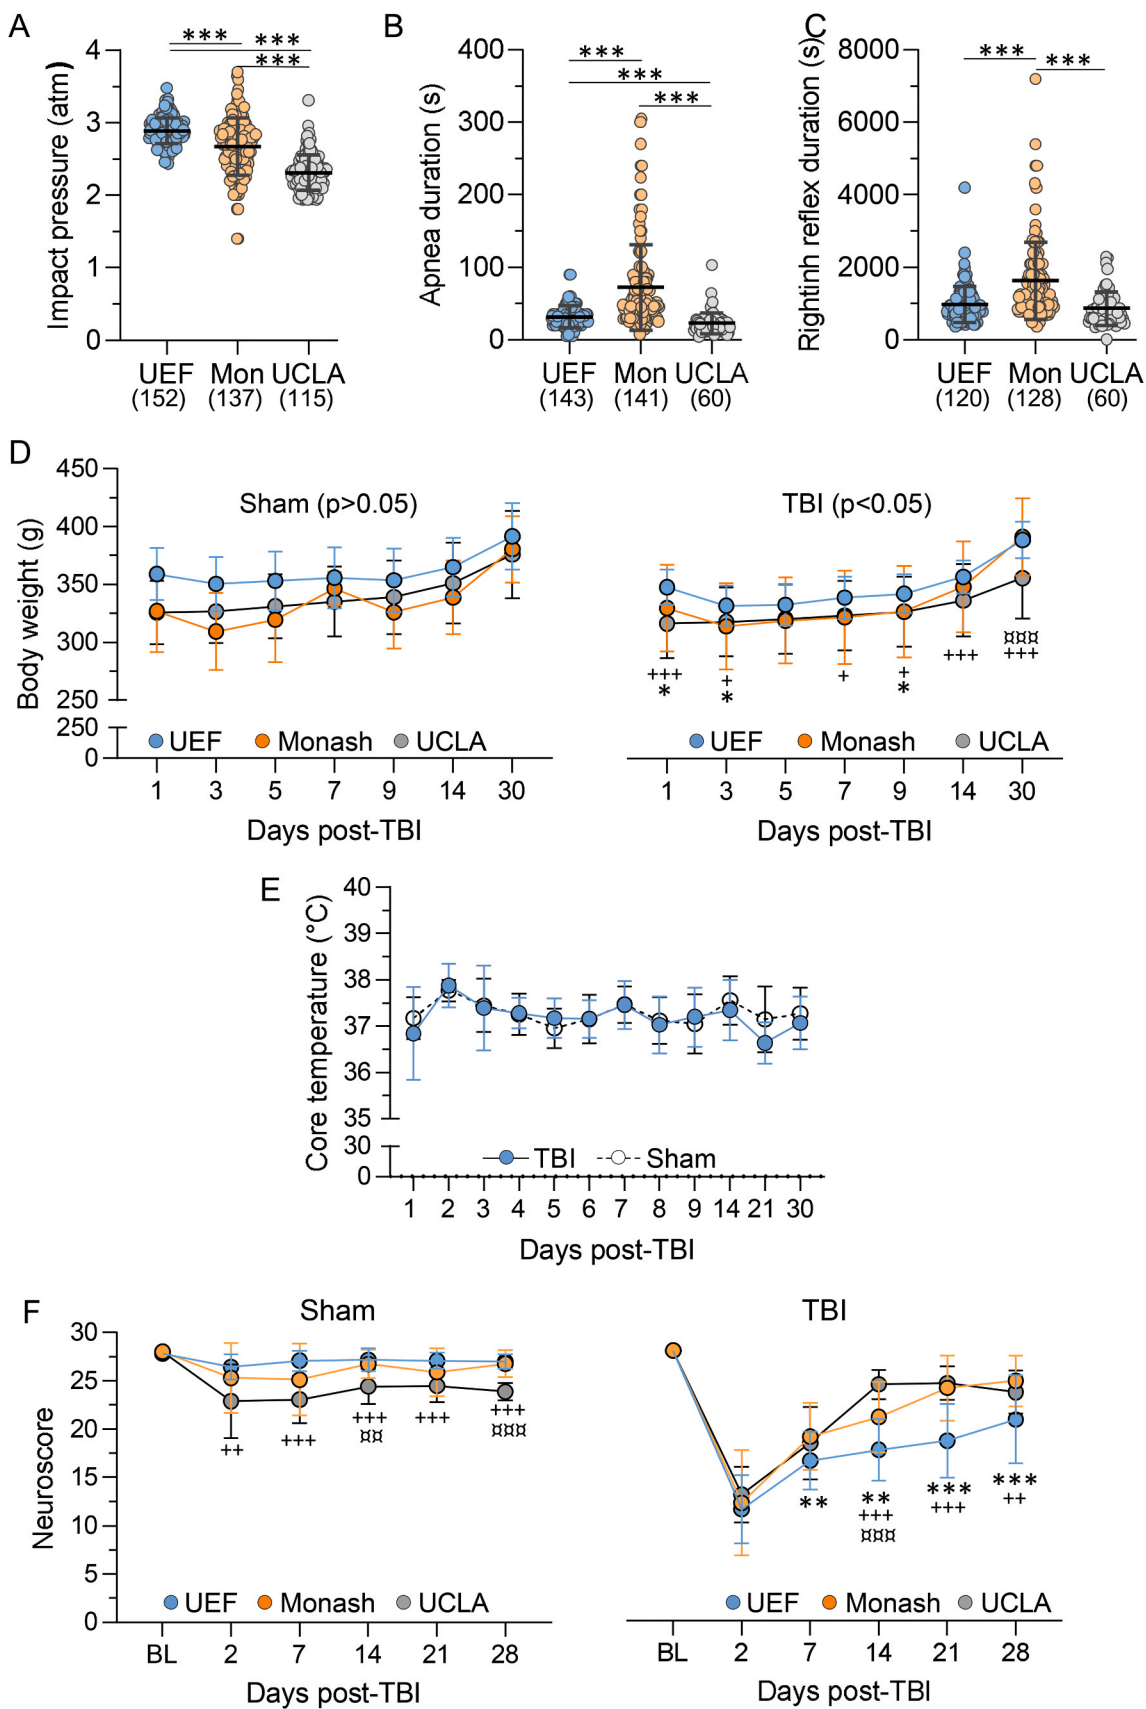 A
B
C
*** ***
***
4
3
2
1
0
Impact pressure (atm)
UEF Mon UCLA
(152) (137) (115)
***
***
***
400
300
200
100
0
Apnea duration (s)
UEF Mon UCLA
(143) (141) (60)
*** ***
8000
6000
4000
2000
0
Rightinh reflex duration (s)
UEF Mon UCLA
(120) (128) (60)
D
450
400
350
300
250
250
0
Body weight (g)
Sham (p>0.05)
UEF Monash UCLA
1 3 5 7 9 14 30
Days post-TBI
TBI (p<0.05)
+++ + + + +++ ¤¤¤
* * * +++
UEF Monash UCLA
1 3 5 7 9 14 30
Days post-TBI
E
40
39
38
37
36
35
30
0
Core temperature (°C)
TBI Sham
1 2 3 4 5 6 7 8 9 14 21 30
Days post-TBI
F
Sham
30
25
20
15
10
5
0
Neuroscore
++ +++ +++ +++ +++
¤¤ ¤¤¤
UEF Monash UCLA
BL 2 7 14 21 28
Days post-TBI
TBI
** ** *** ***
+++ +++ ++
¤¤¤
UEF Monash UCLA
BL 2 7 14 21 28
Days post-TBI